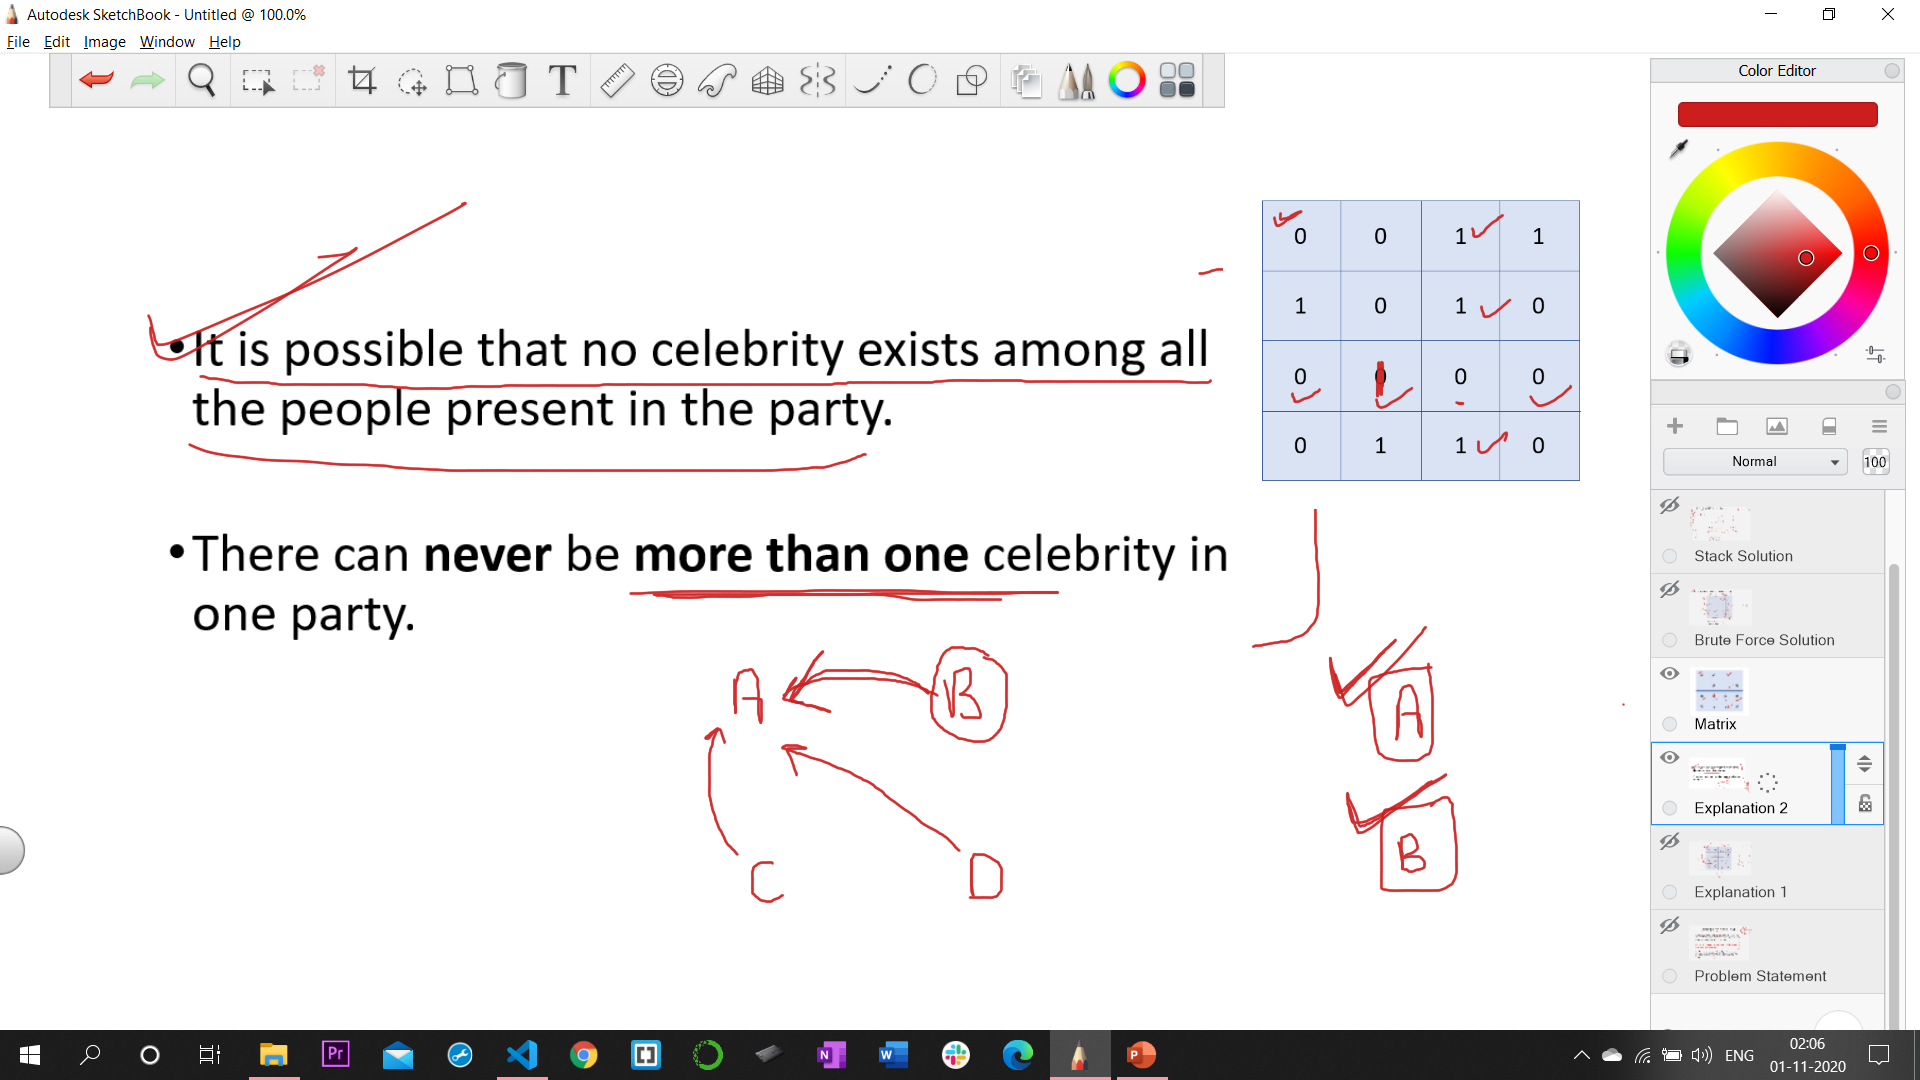 Autodesk SketchBook - Untitled @ 100.0%
File Edit Image Window Help
T
Color Editor
• It is possible that no celebrity exists among all
the people present in the party.
• There can never be more than one celebrity in
one party.
0 0 1 1
1 0 1 0
0 0 0 0
0 1 1 0
A B
C D
A
B
Normal 100
Stack Solution
Brute Force Solution
Matrix
Explanation 2
Explanation 1
Problem Statement
Pr
N
W
P
ENG
02:06
01-11-2020